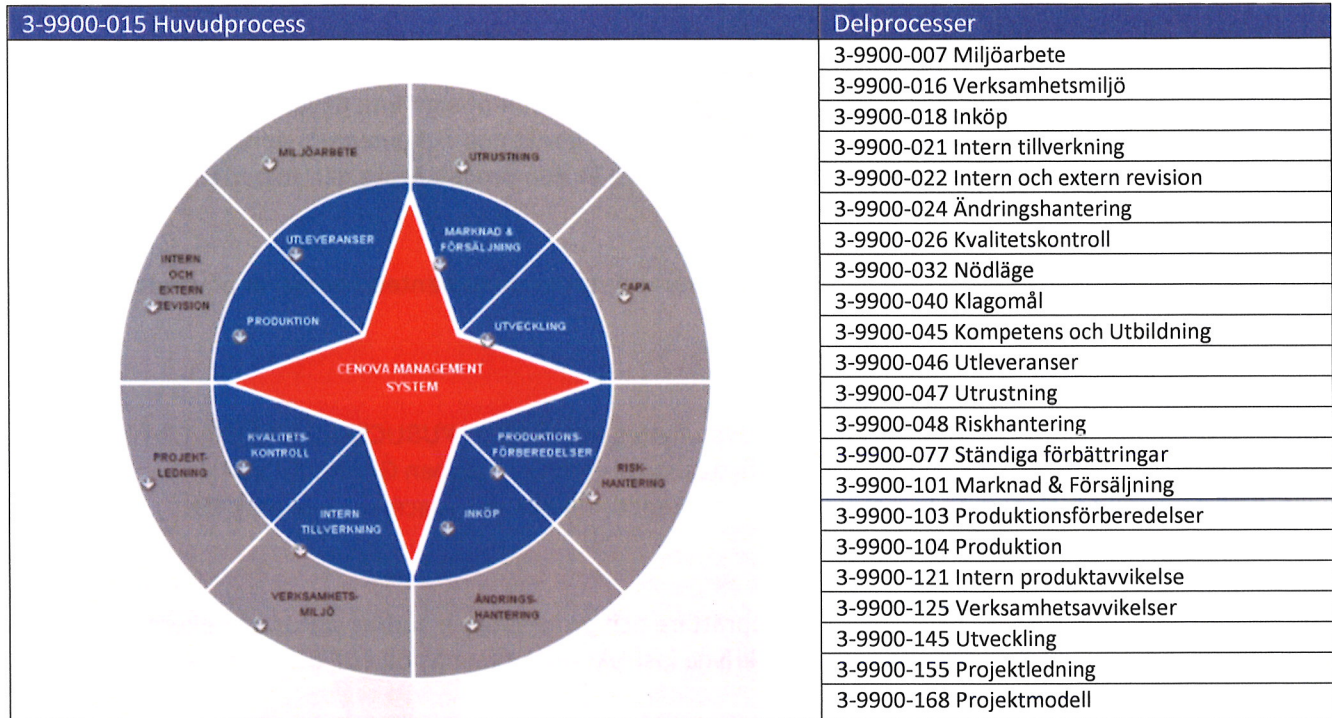 3-9900-015 Huvudprocess
MILJÖARBETE
UTRUSTNING
UTLEVERANSER
MARKNAD &
FÖRSÄLJNING
INTERN
OCH
EXTERN
REVISION
CAPA
PRODUKTION
UTVECKLING
CENOVA MANAGEMENT
SYSTEM
KVALITETS-
KONTROLL
PRODUKTIONS-
FÖRBEREDELSER
PROJEKT-
LEDNING
RISK-
HANTERING
INTERN
TILLVERKNING
INKÖP
VERKSAMHETS-
MILJÖ
ÄNDRINGS-
HANTERING
Delprocesser
3-9900-007 Miljöarbete
3-9900-016 Verksamhetsmiljö
3-9900-018 Inköp
3-9900-021 Intern tillverkning
3-9900-022 Intern och extern revision
3-9900-024 Ändringshantering
3-9900-026 Kvalitetskontroll
3-9900-032 Nödläge
3-9900-040 Klagomål
3-9900-045 Kompetens och Utbildning
3-9900-046 Utleveranser
3-9900-047 Utrustning
3-9900-048 Riskhantering
3-9900-077 Ständiga förbättringar
3-9900-101 Marknad & Försäljning
3-9900-103 Produktionsförberedelser
3-9900-104 Produktion
3-9900-121 Intern produktavvikelse
3-9900-125 Verksamhetsavvikelser
3-9900-145 Utveckling
3-9900-155 Projektledning
3-9900-168 Projektmodell